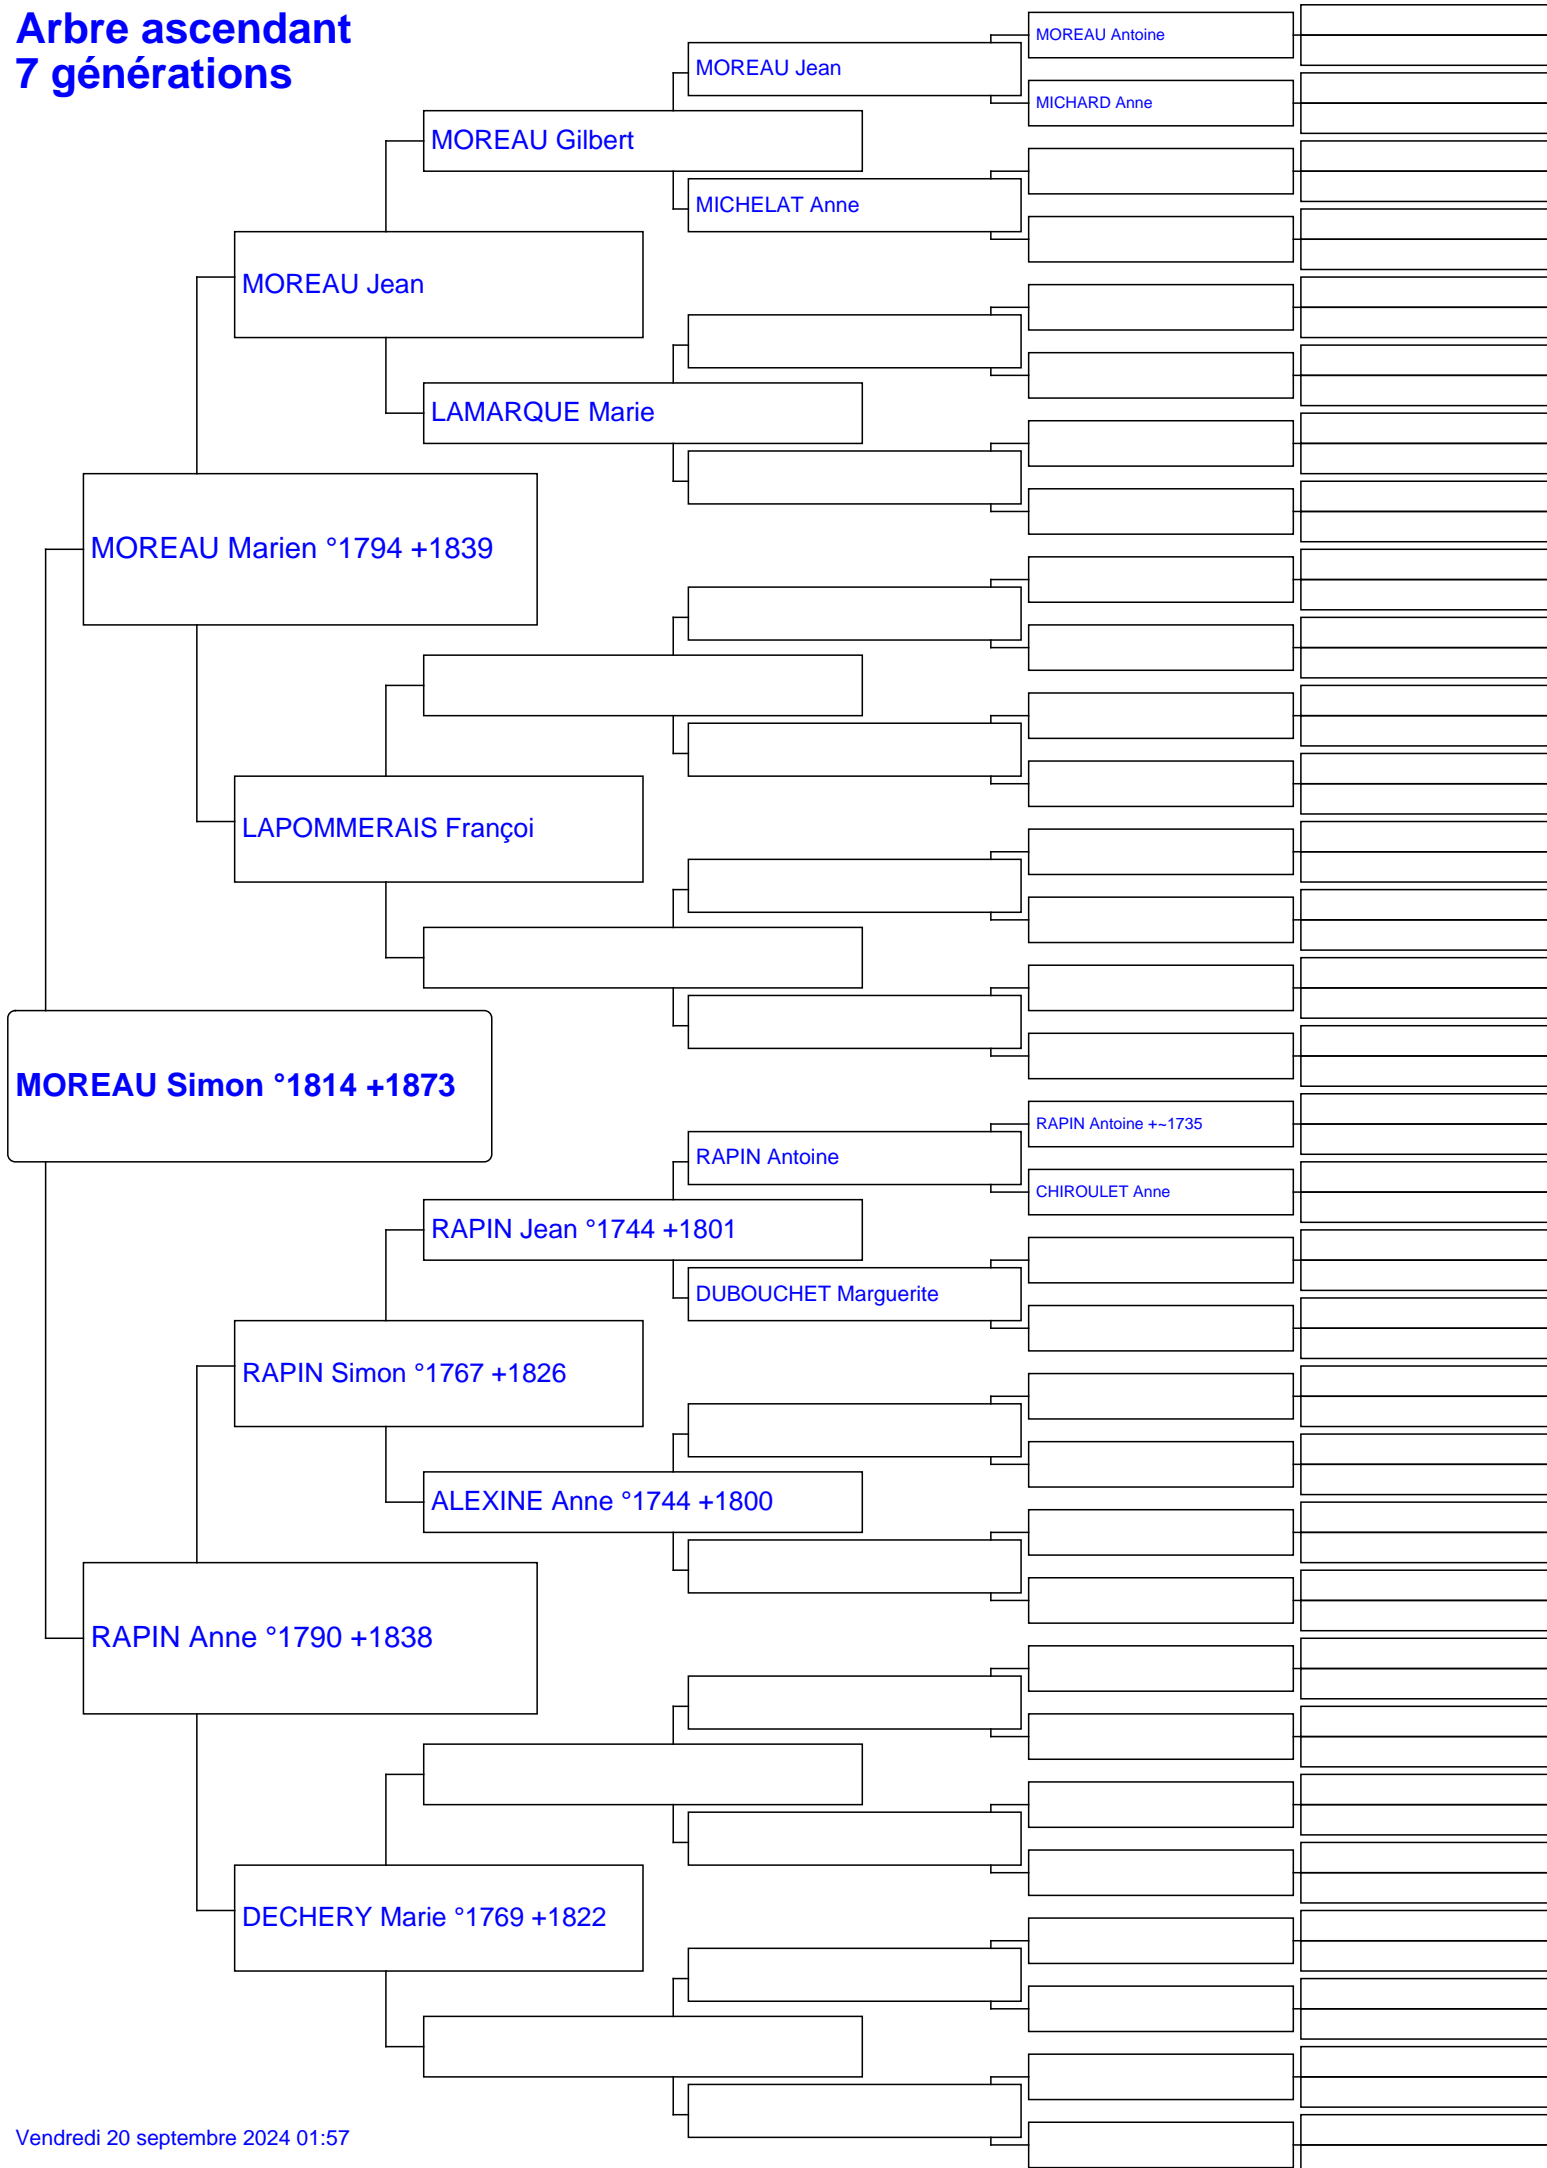 Arbre ascendant
7 générations
MOREAU Antoine
MOREAU Jean
MICHARD Anne
MOREAU Gilbert
MICHELAT Anne
MOREAU Jean
LAMARQUE Marie
MOREAU Marien °1794 +1839
LAPOMMERAIS Françoi
MOREAU Simon °1814 +1873
RAPIN Antoine +~1735
RAPIN Antoine
CHIROULET Anne
RAPIN Jean °1744 +1801
DUBOUCHET Marguerite
RAPIN Simon °1767 +1826
ALEXINE Anne °1744 +1800
RAPIN Anne °1790 +1838
DECHERY Marie °1769 +1822
Vendredi 20 septembre 2024 01:57